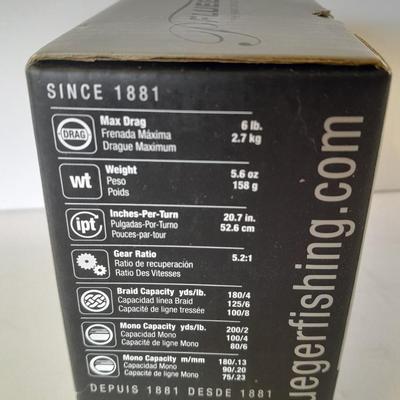 PFLUEGER
SINCE 1881
DRAG
Max Drag 6 lb.
Frenada Máxima 2.7 kg
Drague Maximum
wt
Weight 5.6 oz
Peso 158 g
Poids
ipt
Inches-Per-Turn 20.7 in.
Pulgadas-Por-Turno 52.6 cm
Pouces-par-tour
Gear Ratio 5.2:1
Ratio de recuperación
Ratio Des Vitesses
Braid Capacity yds/lb. 180/4
Capacidad línea Braid 125/6
Capacité de ligne tressée 100/8
Mono Capacity yds/lb. 200/2
Capacidad Mono 100/4
Capacité de ligne Mono 80/6
Mono Capacity m/mm 180/.13
Capacidad Mono 90/.20
Capacité de ligne Mono 75/.23
DEPUIS 1881 DESDE 1881
uegerfishing.com